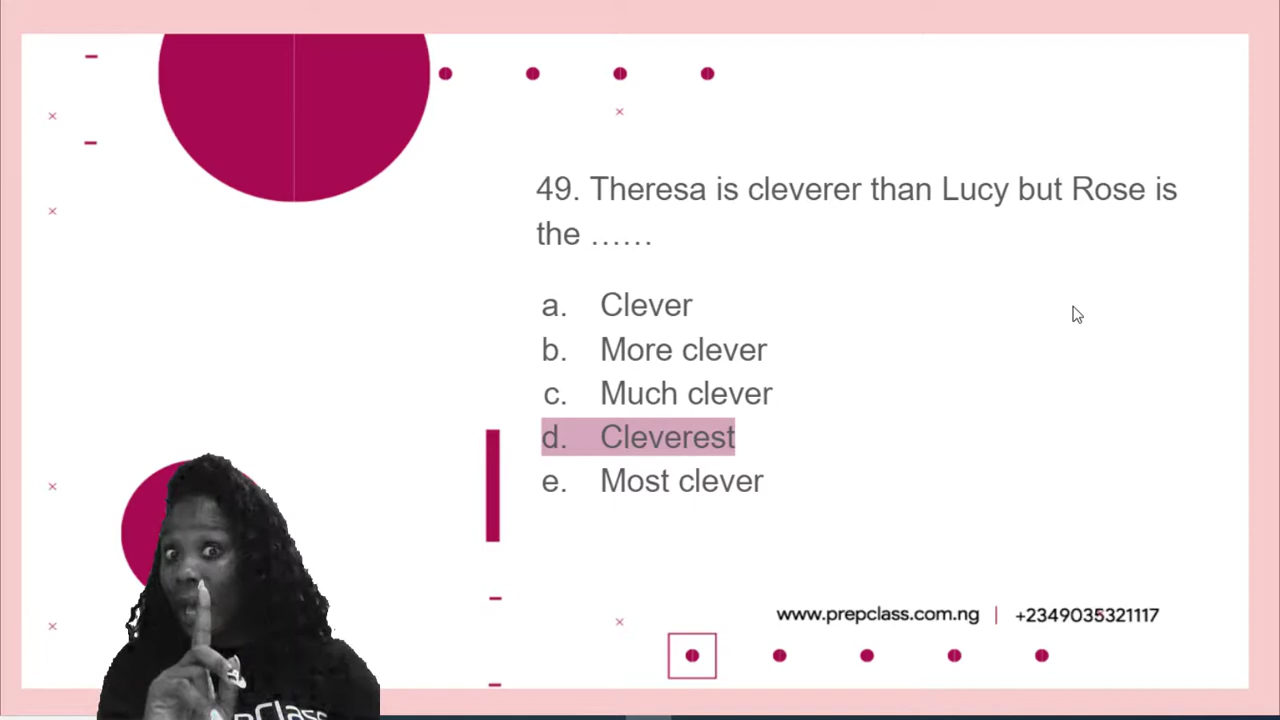 49. Theresa is cleverer than Lucy but Rose is
the ……
a. Clever
b. More clever
c. Much clever
d. Cleverest
e. Most clever
www.prepclass.com.ng | +2349035321117